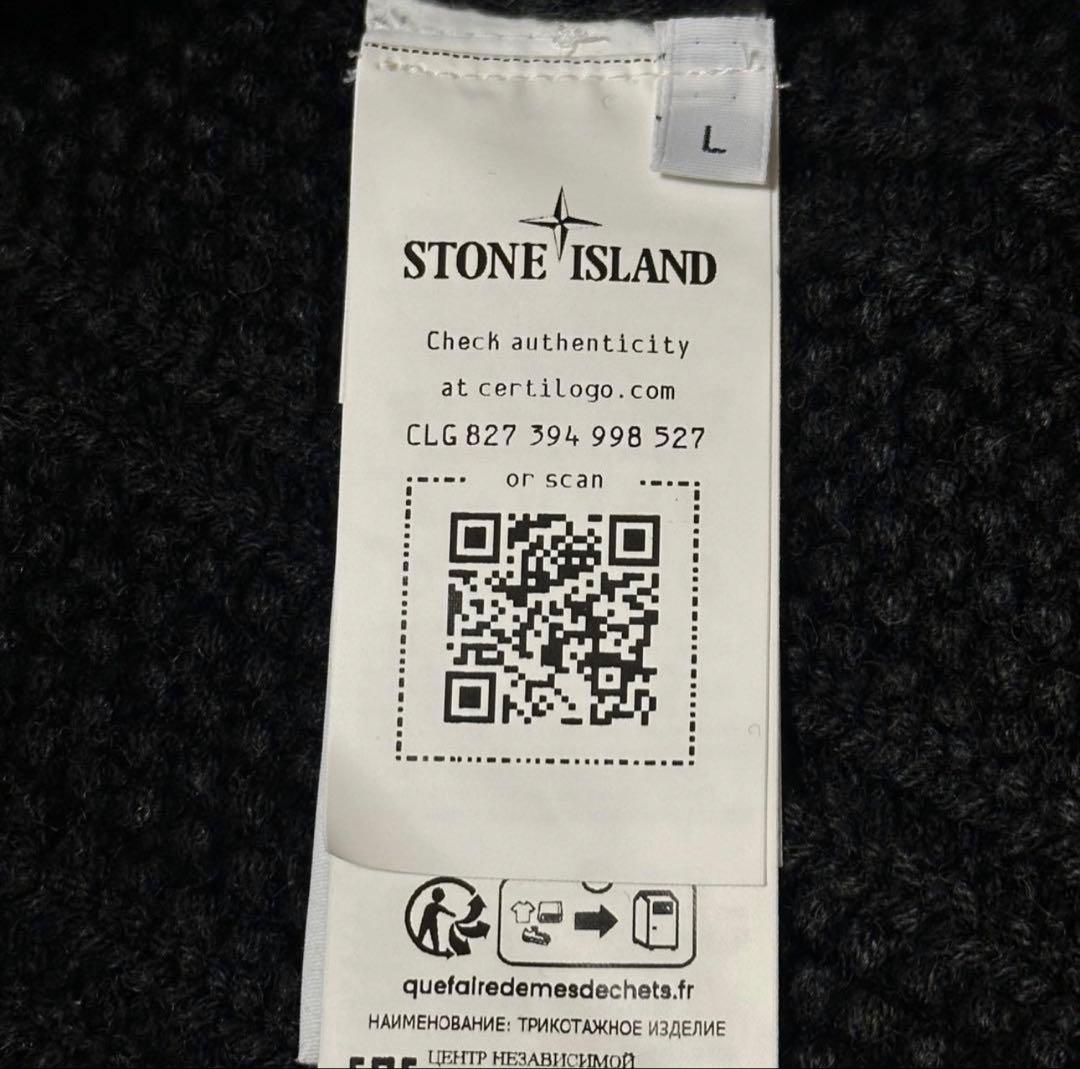 L
STONE ISLAND
Check authenticity
at certilogo.com
CLG 827 394 998 527
or scan
quefairedemesdechets.fr
НАИМЕНОВАНИЕ: ТРИКОТАЖНОЕ ИЗДЕЛИЕ
ЦЕНТР НЕЗАВИСИМОЙ